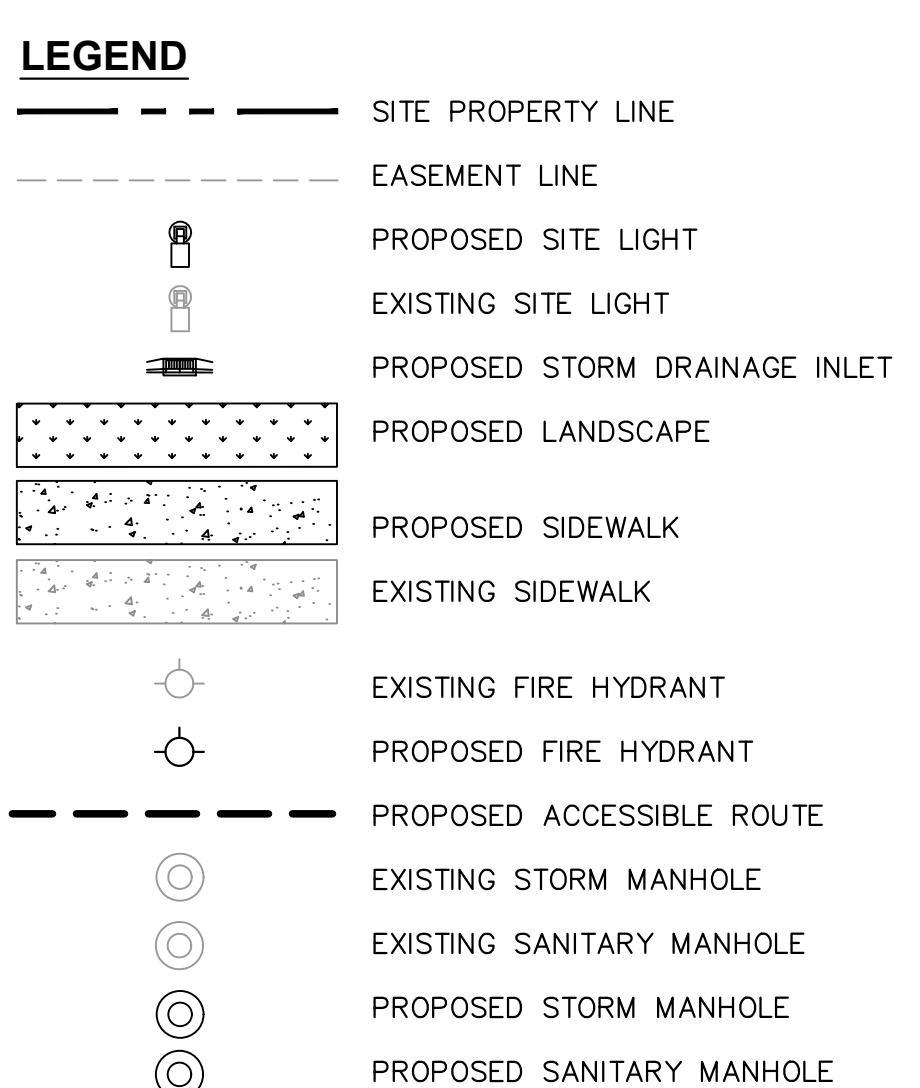 LEGEND
SITE PROPERTY LINE
EASEMENT LINE
PROPOSED SITE LIGHT
EXISTING SITE LIGHT
PROPOSED STORM DRAINAGE INLET
PROPOSED LANDSCAPE
PROPOSED SIDEWALK
EXISTING SIDEWALK
EXISTING FIRE HYDRANT
PROPOSED FIRE HYDRANT
PROPOSED ACCESSIBLE ROUTE
EXISTING STORM MANHOLE
EXISTING SANITARY MANHOLE
PROPOSED STORM MANHOLE
PROPOSED SANITARY MANHOLE